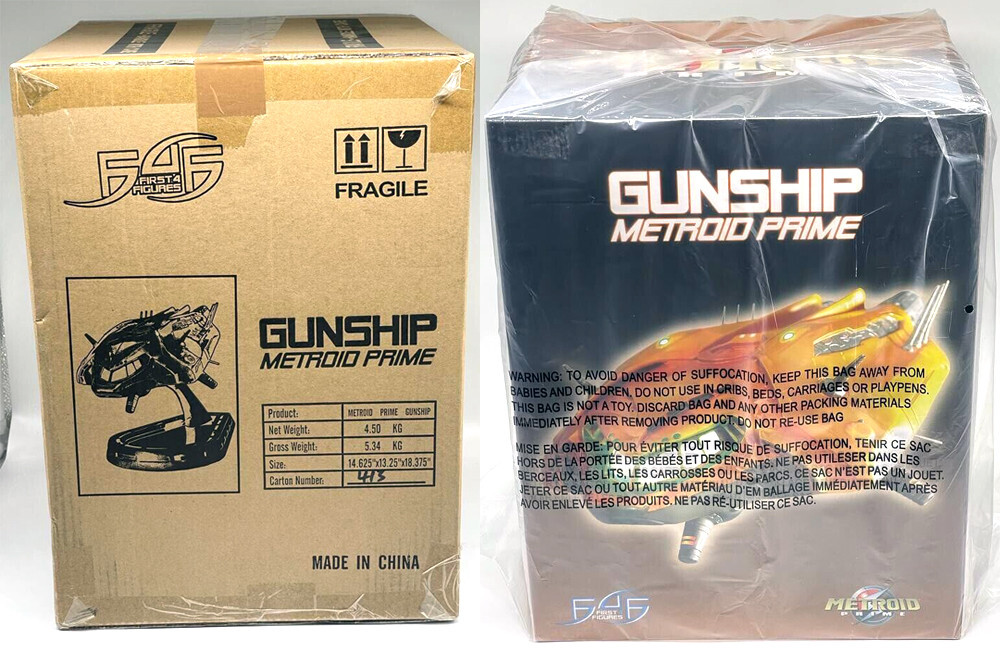 FIRST 4
FIGURES
FRAGILE
GUNSHIP
METROID PRIME
Product: METROID PRIME GUNSHIP
Net Weight: 4.50 KG
Gross Weight: 5.34 KG
Size: 14.625"x13.25"x18.375"
Carton Number: 413
MADE IN CHINA
PRIME
GUNSHIP
METROID PRIME
WARNING: TO AVOID DANGER OF SUFFOCATION, KEEP THIS BAG AWAY FROM
BABIES AND CHILDREN, DO NOT USE IN CRIBS, BEDS, CARRIAGES OR PLAYPENS.
THIS BAG IS NOT A TOY. DISCARD BAG AND ANY OTHER PACKING MATERIALS
IMMEDIATELY AFTER REMOVING PRODUCT. DO NOT RE-USE BAG
MISE EN GARDE: POUR ÉVITER TOUT RISQUE DE SUFFOCATION, TENIR CE SAC
HORS DE LA PORTÉE DES BÉBÉS ET DES ENFANTS. NE PAS UTILESER DANS LES
BERCEAUX, LES LITS, LES CARROSSES OU LES PARCS. CE SAC N'EST PAS UN JOUET.
JETER CE SAC OU TOUT AUTRE MATÉRIAU D'EM BALLAGE IMMÉDIATEMENT APRÈS
AVOIR ENLEVÉ LES PRODUITS. NE PAS RÉ-UTILISER CE SAC.
FIRST 4
FIGURES
METROID
PRIME